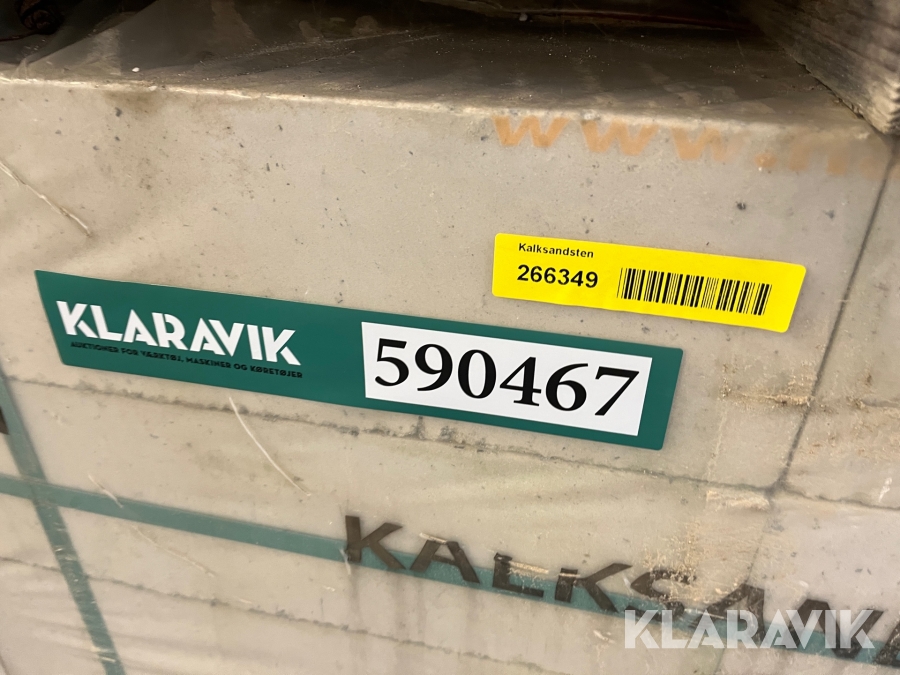 www.
Kalksandsten
266349
KLARAVIK
AUKTIONER FOR VÆRKTØJ, MASKINER OG KØRETØJER
590467
KALKSAN
KLARAVIK